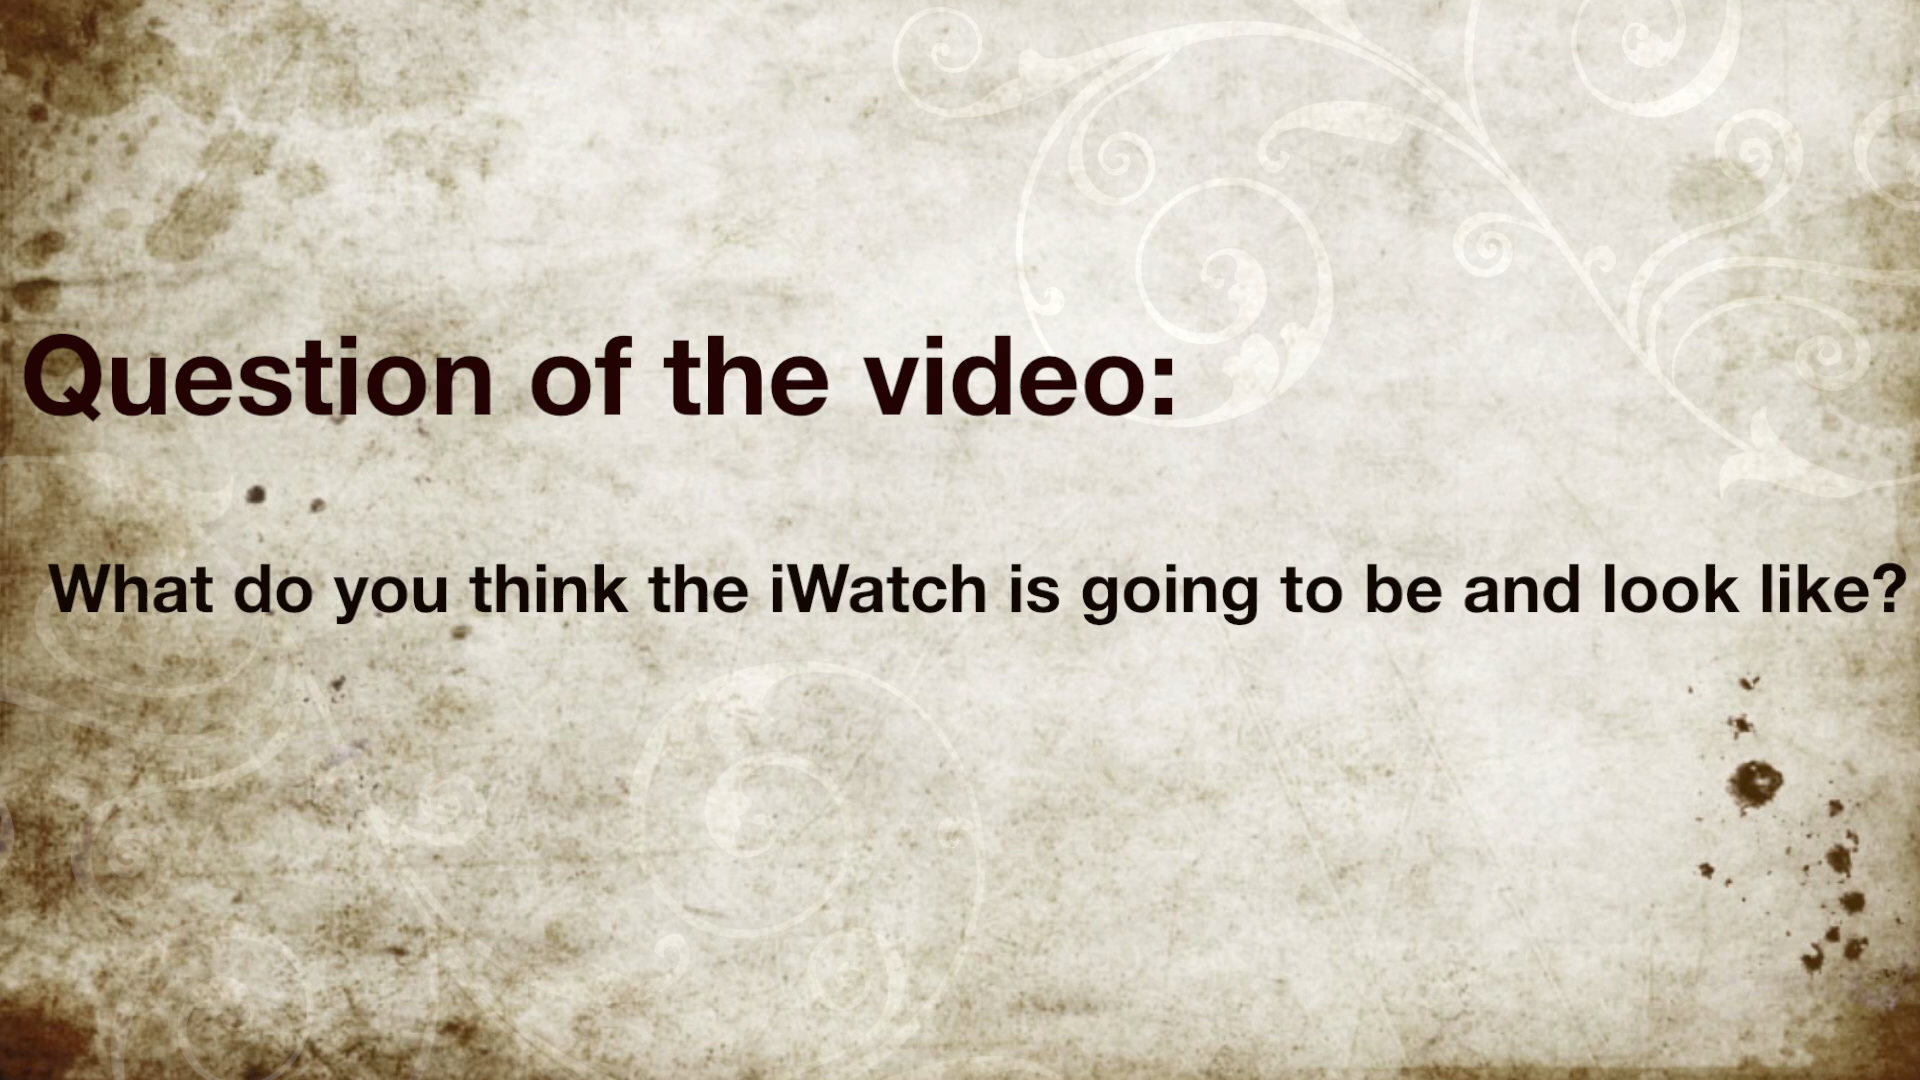 Question of the video:
What do you think the iWatch is going to be and look like?